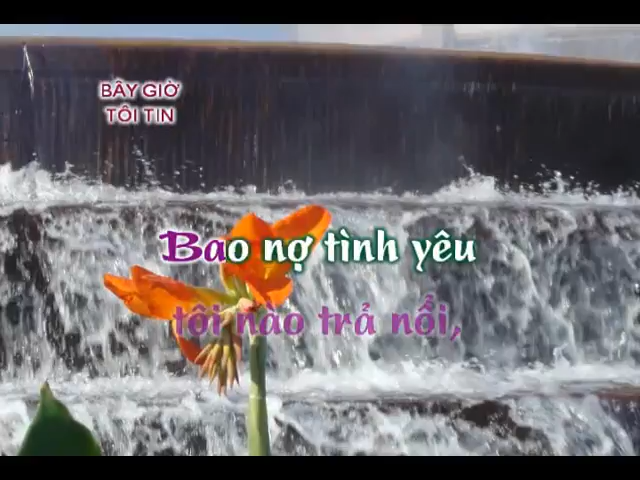 BÂY GIỜ
TÔI TIN
Bao nợ tình yêu
tôi nào trả nổi,